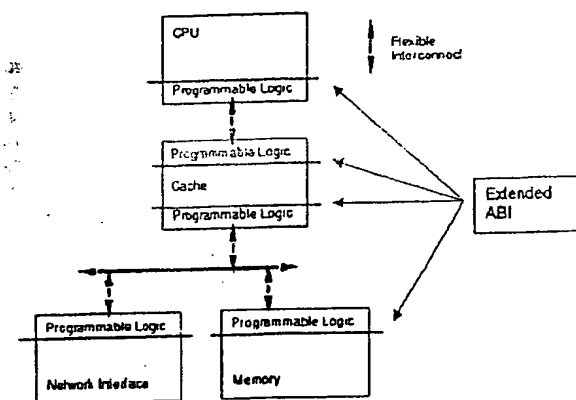 CPU
Flexible
Interconnect
Programmable Logic
Programmable Logic
Cache
Programmable Logic
Extended
ABI
Programmable Logic
Programmable Logic
Network Interface
Memory